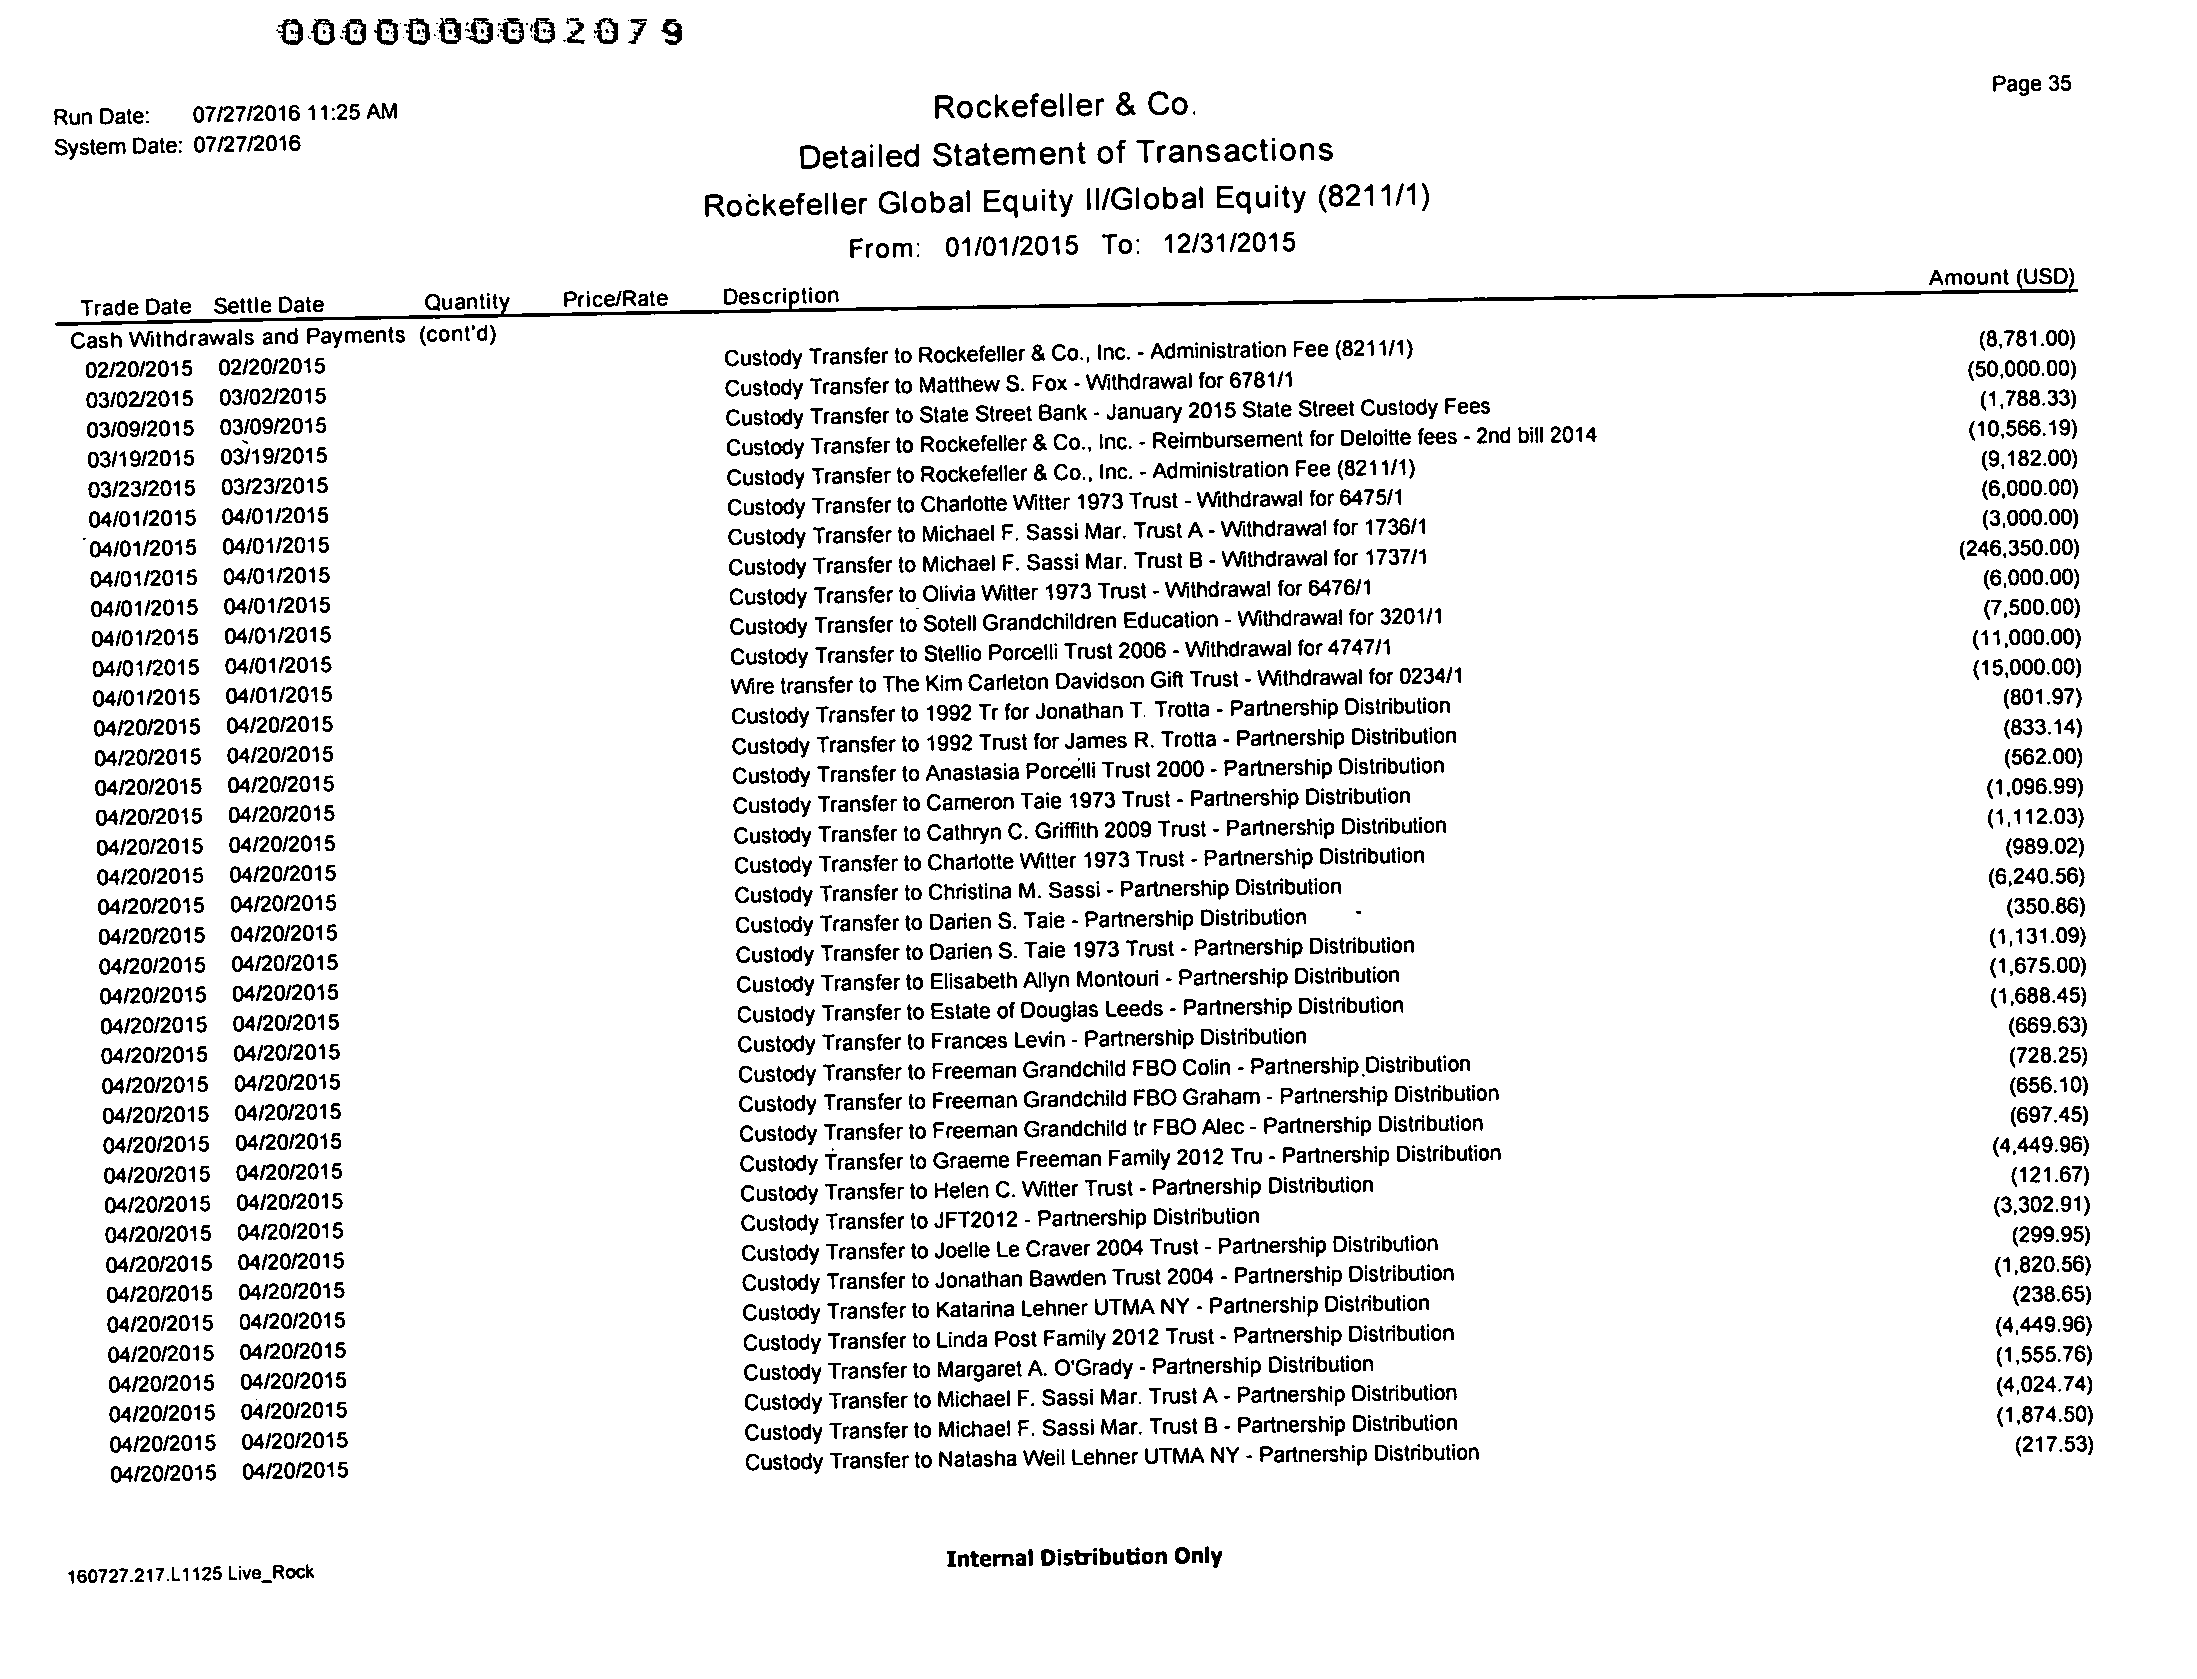 000000002079
Page 35
Run Date: 07/27/2016 11:25 AM
System Date: 07/27/2016
Rockefeller & Co.
Detailed Statement of Transactions
Rockefeller Global Equity II/Global Equity (8211/1)
From: 01/01/2015 To: 12/31/2015
Trade Date Settle Date Quantity Price/Rate Description Amount (USD)
Cash Withdrawals and Payments (cont'd)
02/20/2015 02/20/2015 Custody Transfer to Rockefeller & Co., Inc. - Administration Fee (8211/1) (8,781.00)
03/02/2015 03/02/2015 Custody Transfer to Matthew S. Fox - Withdrawal for 6781/1 (50,000.00)
03/09/2015 03/09/2015 Custody Transfer to State Street Bank - January 2015 State Street Custody Fees (1,788.33)
03/19/2015 03/19/2015 Custody Transfer to Rockefeller & Co., Inc. - Reimbursement for Deloitte fees - 2nd bill 2014 (10,566.19)
03/23/2015 03/23/2015 Custody Transfer to Rockefeller & Co., Inc. - Administration Fee (8211/1) (9,182.00)
04/01/2015 04/01/2015 Custody Transfer to Charlotte Witter 1973 Trust - Withdrawal for 6475/1 (6,000.00)
04/01/2015 04/01/2015 Custody Transfer to Michael F. Sassi Mar. Trust A - Withdrawal for 1736/1 (3,000.00)
04/01/2015 04/01/2015 Custody Transfer to Michael F. Sassi Mar. Trust B - Withdrawal for 1737/1 (246,350.00)
04/01/2015 04/01/2015 Custody Transfer to Olivia Witter 1973 Trust - Withdrawal for 6476/1 (6,000.00)
04/01/2015 04/01/2015 Custody Transfer to Sotell Grandchildren Education - Withdrawal for 3201/1 (7,500.00)
04/01/2015 04/01/2015 Custody Transfer to Stellio Porcelli Trust 2006 - Withdrawal for 4747/1 (11,000.00)
04/01/2015 04/01/2015 Wire transfer to The Kim Carleton Davidson Gift Trust - Withdrawal for 0234/1 (15,000.00)
04/20/2015 04/20/2015 Custody Transfer to 1992 Tr for Jonathan T. Trotta - Partnership Distribution (801.97)
04/20/2015 04/20/2015 Custody Transfer to 1992 Trust for James R. Trotta - Partnership Distribution (833.14)
04/20/2015 04/20/2015 Custody Transfer to Anastasia Porcelli Trust 2000 - Partnership Distribution (562.00)
04/20/2015 04/20/2015 Custody Transfer to Cameron Taie 1973 Trust - Partnership Distribution (1,096.99)
04/20/2015 04/20/2015 Custody Transfer to Cathryn C. Griffith 2009 Trust - Partnership Distribution (1,112.03)
04/20/2015 04/20/2015 Custody Transfer to Charlotte Witter 1973 Trust - Partnership Distribution (989.02)
04/20/2015 04/20/2015 Custody Transfer to Christina M. Sassi - Partnership Distribution (6,240.56)
04/20/2015 04/20/2015 Custody Transfer to Darien S. Taie - Partnership Distribution (350.86)
04/20/2015 04/20/2015 Custody Transfer to Darien S. Taie 1973 Trust - Partnership Distribution (1,131.09)
04/20/2015 04/20/2015 Custody Transfer to Elisabeth Allyn Montouri - Partnership Distribution (1,675.00)
04/20/2015 04/20/2015 Custody Transfer to Estate of Douglas Leeds - Partnership Distribution (1,688.45)
04/20/2015 04/20/2015 Custody Transfer to Frances Levin - Partnership Distribution (669.63)
04/20/2015 04/20/2015 Custody Transfer to Freeman Grandchild FBO Colin - Partnership Distribution (728.25)
04/20/2015 04/20/2015 Custody Transfer to Freeman Grandchild FBO Graham - Partnership Distribution (656.10)
04/20/2015 04/20/2015 Custody Transfer to Freeman Grandchild tr FBO Alec - Partnership Distribution (697.45)
04/20/2015 04/20/2015 Custody Transfer to Graeme Freeman Family 2012 Tru - Partnership Distribution (4,449.96)
04/20/2015 04/20/2015 Custody Transfer to Helen C. Witter Trust - Partnership Distribution (121.67)
04/20/2015 04/20/2015 Custody Transfer to JFT2012 - Partnership Distribution (3,302.91)
04/20/2015 04/20/2015 Custody Transfer to Joelle Le Craver 2004 Trust - Partnership Distribution (299.95)
04/20/2015 04/20/2015 Custody Transfer to Jonathan Bawden Trust 2004 - Partnership Distribution (1,820.56)
04/20/2015 04/20/2015 Custody Transfer to Katarina Lehner UTMA NY - Partnership Distribution (238.65)
04/20/2015 04/20/2015 Custody Transfer to Linda Post Family 2012 Trust - Partnership Distribution (4,449.96)
04/20/2015 04/20/2015 Custody Transfer to Margaret A. O'Grady - Partnership Distribution (1,555.76)
04/20/2015 04/20/2015 Custody Transfer to Michael F. Sassi Mar. Trust A - Partnership Distribution (4,024.74)
04/20/2015 04/20/2015 Custody Transfer to Michael F. Sassi Mar. Trust B - Partnership Distribution (1,874.50)
04/20/2015 04/20/2015 Custody Transfer to Natasha Weil Lehner UTMA NY - Partnership Distribution (217.53)
Internal Distribution Only
160727.217.L1125 Live_Rock